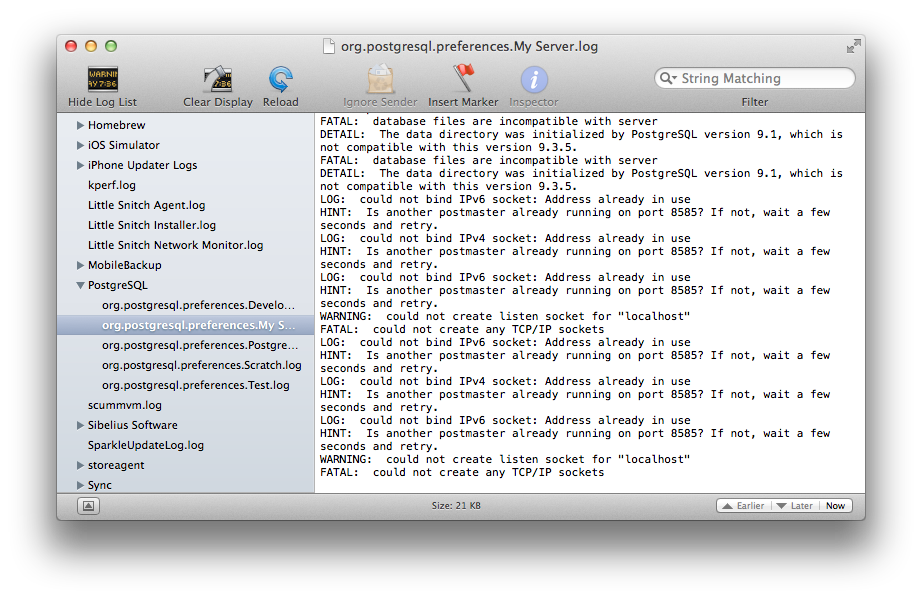 org.postgresql.preferences.My Server.log
WARNIN
AY 7:36
7:36
String Matching
Hide Log List
Clear Display
Reload
Ignore Sender
Insert Marker
Inspector
Filter
Homebrew
iOS Simulator
iPhone Updater Logs
kperf.log
Little Snitch Agent.log
Little Snitch Installer.log
Little Snitch Network Monitor.log
MobileBackup
PostgreSQL
org.postgresql.preferences.Develo...
org.postgresql.preferences.My S...
org.postgresql.preferences.Postgre...
org.postgresql.preferences.Scratch.log
org.postgresql.preferences.Test.log
scummvm.log
Sibelius Software
SparkleUpdateLog.log
storeagent
Sync
FATAL:  database files are incompatible with server
DETAIL:  The data directory was initialized by PostgreSQL version 9.1, which is
not compatible with this version 9.3.5.
FATAL:  database files are incompatible with server
DETAIL:  The data directory was initialized by PostgreSQL version 9.1, which is
not compatible with this version 9.3.5.
LOG:  could not bind IPv6 socket: Address already in use
HINT:  Is another postmaster already running on port 8585? If not, wait a few
seconds and retry.
LOG:  could not bind IPv4 socket: Address already in use
HINT:  Is another postmaster already running on port 8585? If not, wait a few
seconds and retry.
LOG:  could not bind IPv6 socket: Address already in use
HINT:  Is another postmaster already running on port 8585? If not, wait a few
seconds and retry.
WARNING:  could not create listen socket for "localhost"
FATAL:  could not create any TCP/IP sockets
LOG:  could not bind IPv6 socket: Address already in use
HINT:  Is another postmaster already running on port 8585? If not, wait a few
seconds and retry.
LOG:  could not bind IPv4 socket: Address already in use
HINT:  Is another postmaster already running on port 8585? If not, wait a few
seconds and retry.
LOG:  could not bind IPv6 socket: Address already in use
HINT:  Is another postmaster already running on port 8585? If not, wait a few
seconds and retry.
WARNING:  could not create listen socket for "localhost"
FATAL:  could not create any TCP/IP sockets
Size: 21 KB
Earlier
Later
Now